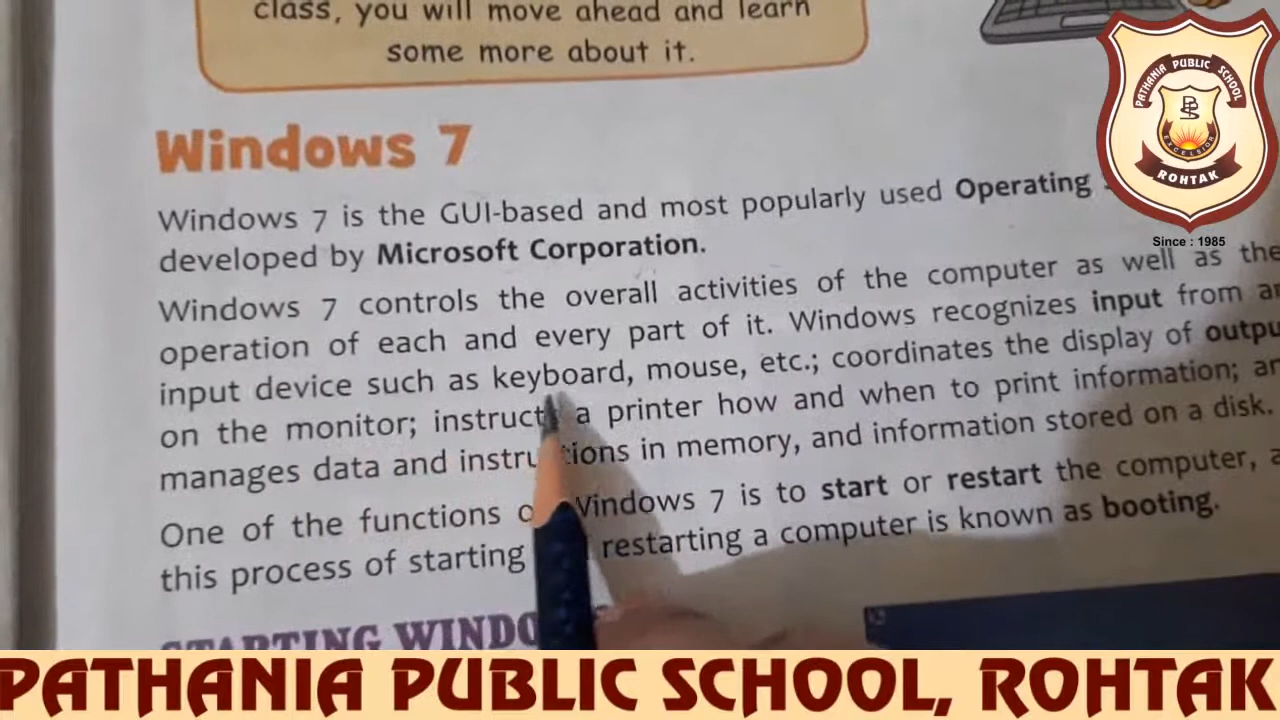 class, you will move ahead and learn
some more about it.
Windows 7
Windows 7 is the GUI-based and most popularly used Operating
developed by Microsoft Corporation.
Windows 7 controls the overall activities of the computer as well as the
operation of each and every part of it. Windows recognizes input from
input device such as keyboard, mouse, etc.; coordinates the display of
on the monitor; a printer how and when to print information;
manages data and in memory, and information stored on a disk.
One of the functions Windows 7 is to start or restart the computer,
this process of starting restarting a computer is known as booting.
STARTING
PATHANIA PUBLIC SCHOOL
PBS
EXCELSIOR
ROHTAK
Since : 1985
PATHANIA PUBLIC SCHOOL, ROHTAK